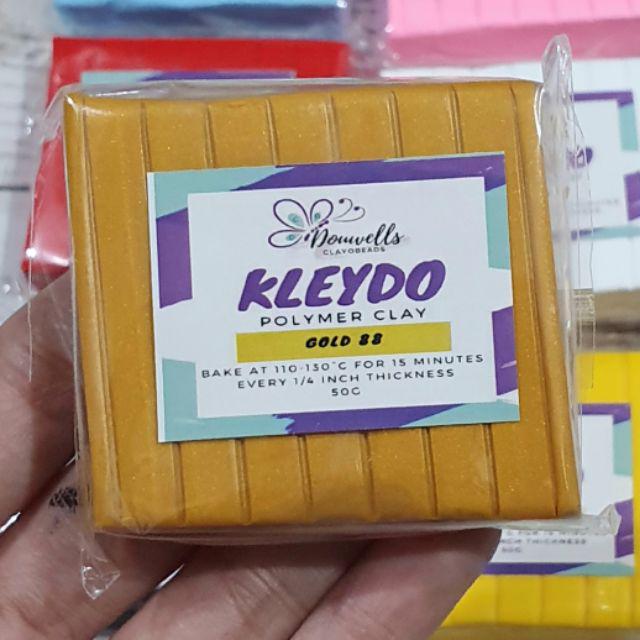 Douwells
CLAYOBEADS
KLEYDO
POLYMER CLAY
GOLD 88
BAKE AT 110-130°C FOR 15 MINUTES
EVERY 1/4 INCH THICKNESS
50G
50G